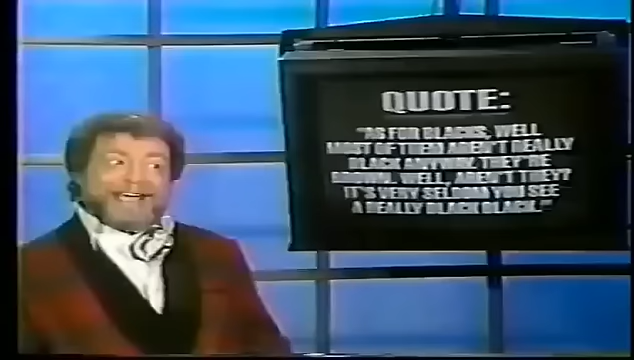 QUOTE:
"AS FOR BLACKS, WELL
MOST OF THEM AREN'T REALLY
BLACK ANYWAY. THEY'RE
BROWN, WELL, AREN'T THEY?
IT'S VERY SELDOM YOU SEE
A REALLY BLACK BLACK."